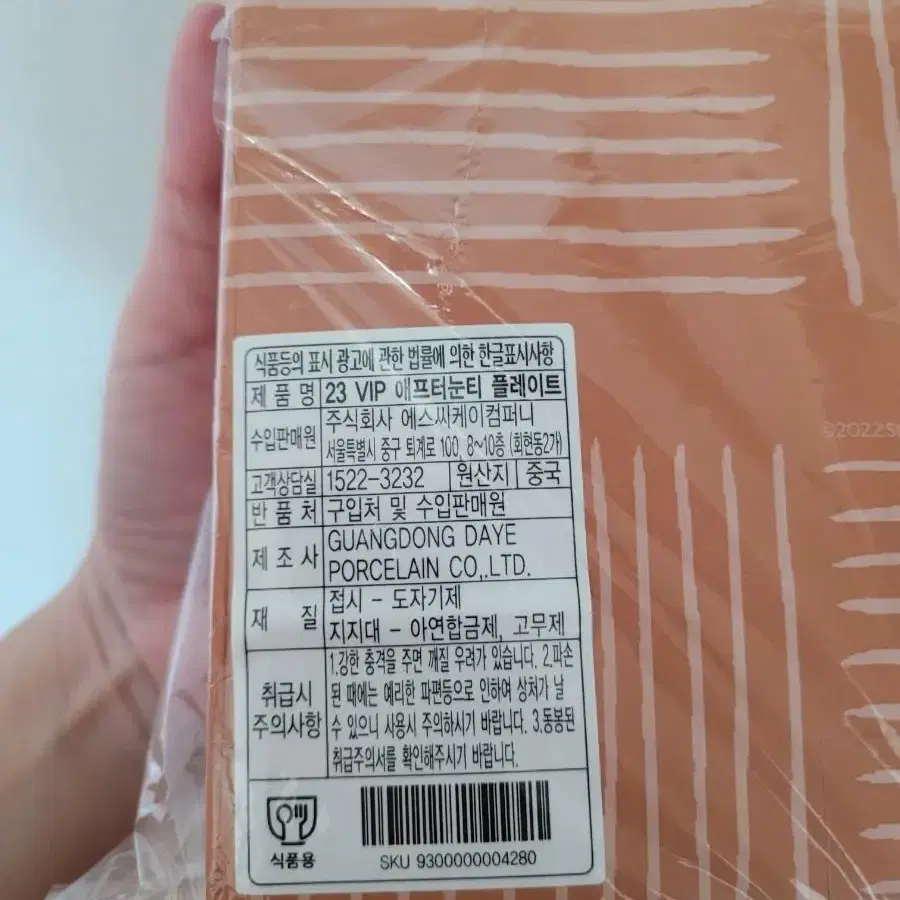 식품등의 표시 광고에 관한 법률에 의한 한글표시사항
제 품 명 23 VIP 애프터눈티 플레이트
수입판매원 주식회사 에스씨케이컴퍼니
서울특별시 중구 퇴계로 100, 8~10층 (회현동2가)
고객상담실 1522-3232 원산지 중국
반 품 처 구입처 및 수입판매원
제 조 사 GUANGDONG DAYE
PORCELAIN CO,.LTD.
재 질 접시 - 도자기제
지지대 - 아연합금제, 고무제
취급시 주의사항 1.강한 충격을 주면 깨질 우려가 있습니다. 2.파손
된 때에는 예리한 파편등으로 인하여 상처가 날
수 있으니 사용시 주의하시기 바랍니다. 3.동봉된
취급주의서를 확인해주시기 바랍니다.
식품용
SKU 9300000004280
©2022